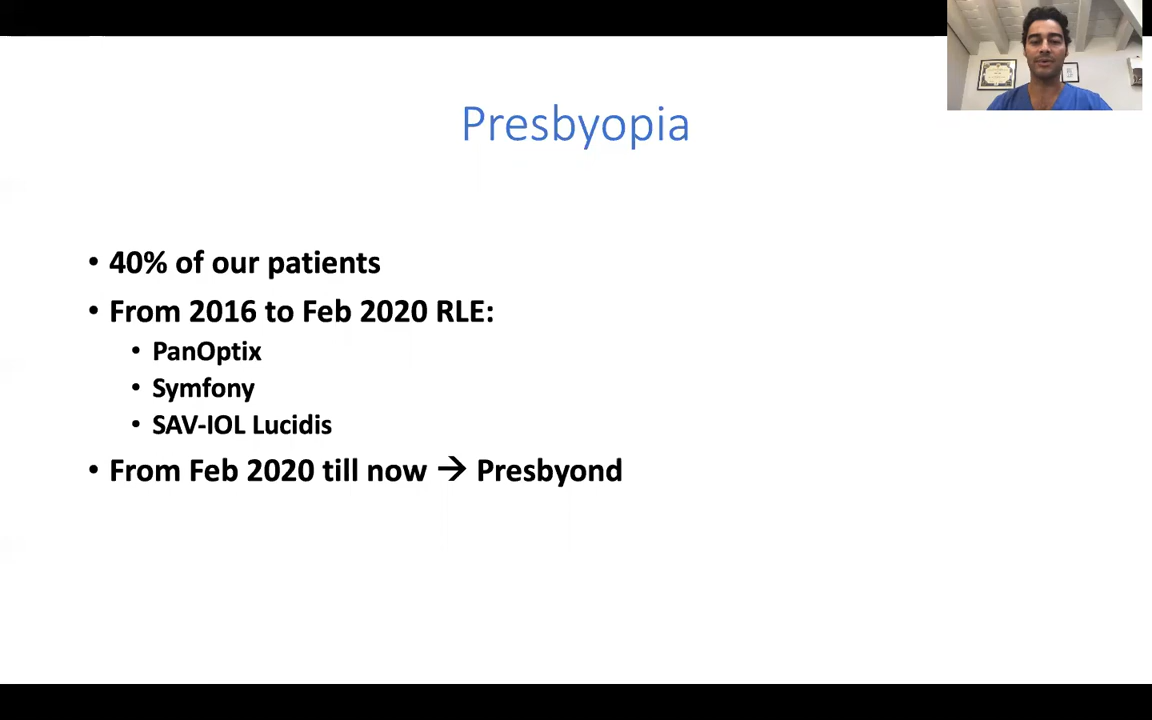 Presbyopia
• 40% of our patients
• From 2016 to Feb 2020 RLE:
• PanOptix
• Symfony
• SAV-IOL Lucidis
• From Feb 2020 till now → Presbyond